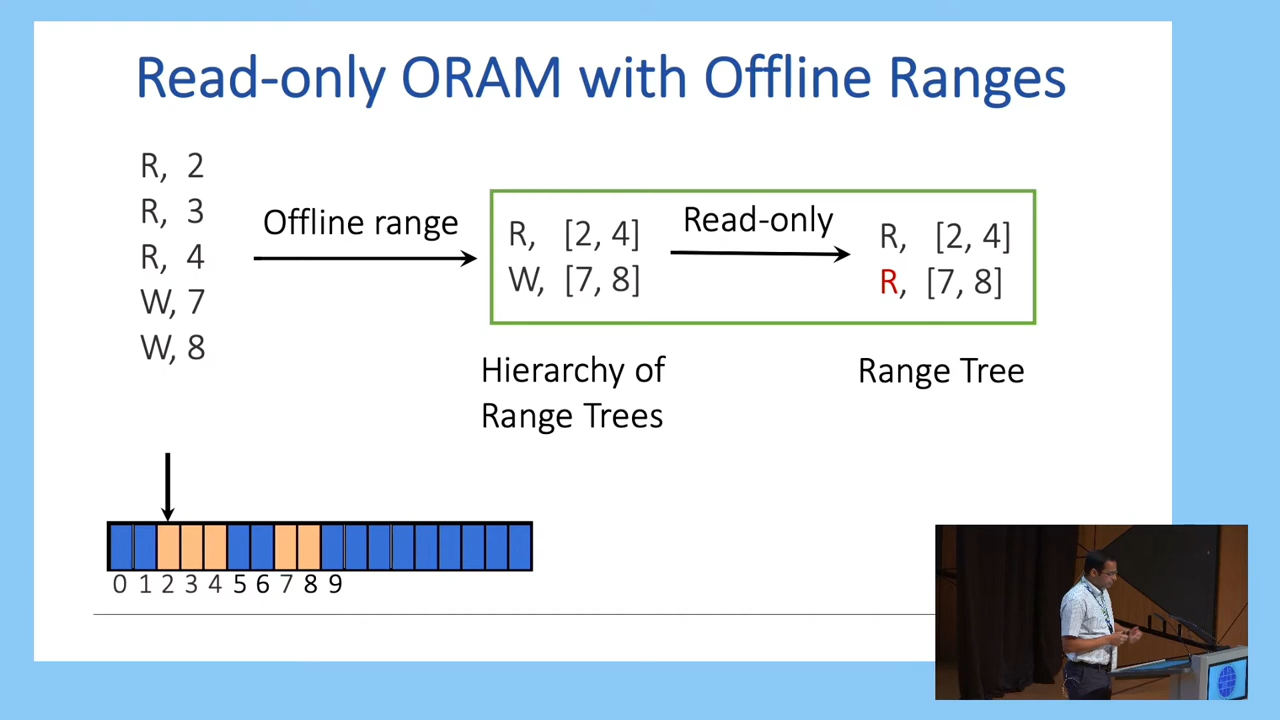 Read-only ORAM with Offline Ranges
R, 2
R, 3
R, 4
W, 7
W, 8
Offline range
R, [2, 4]
W, [7, 8]
Read-only
R, [2, 4]
R, [7, 8]
Hierarchy of
Range Trees
Range Tree
0 1 2 3 4 5 6 7 8 9